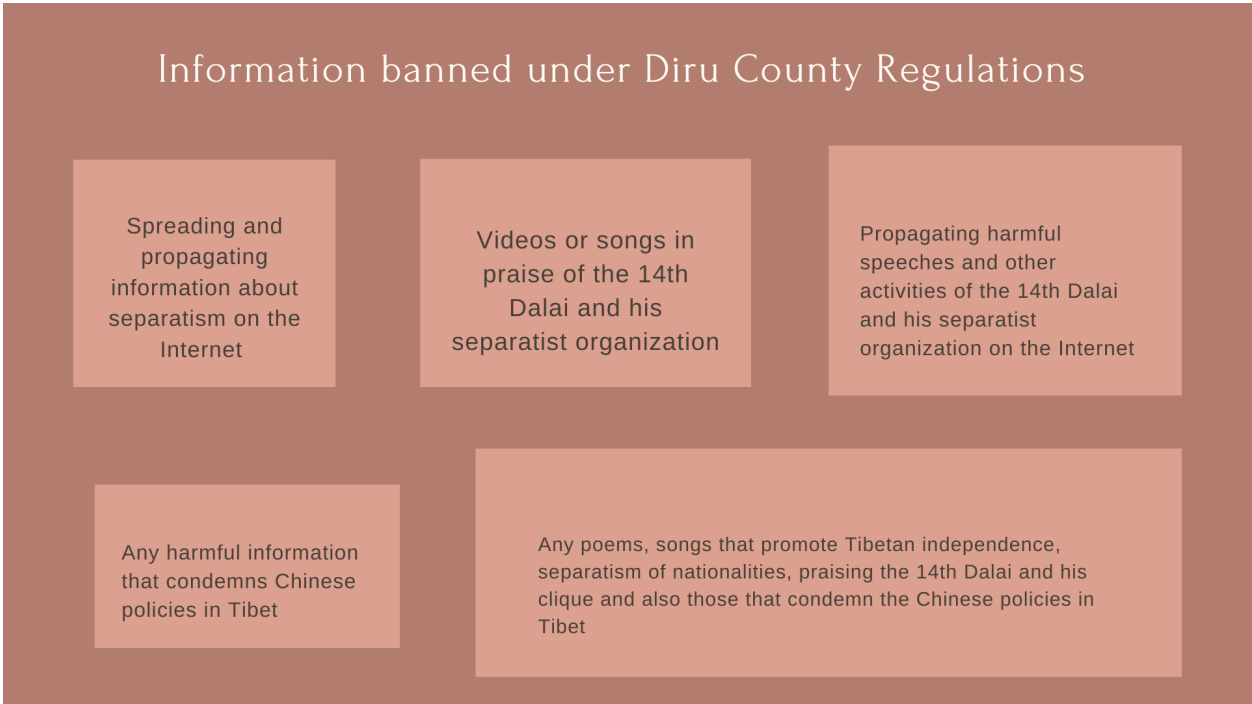 Information banned under Diru County Regulations
Spreading and
propagating
information about
separatism on the
Internet
Videos or songs in
praise of the 14th
Dalai and his
separatist organization
Propagating harmful
speeches and other
activities of the 14th Dalai
and his separatist
organization on the Internet
Any harmful information
that condemns Chinese
policies in Tibet
Any poems, songs that promote Tibetan independence,
separatism of nationalities, praising the 14th Dalai and his
clique and also those that condemn the Chinese policies in
Tibet